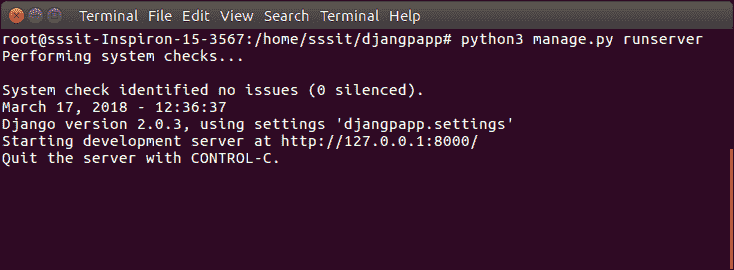 Terminal File Edit View Search Terminal Help
root@sssit-Inspiron-15-3567:/home/sssit/djangpapp# python3 manage.py runserver
Performing system checks...
System check identified no issues (0 silenced).
March 17, 2018 - 12:36:37
Django version 2.0.3, using settings 'djangpapp.settings'
Starting development server at http://127.0.0.1:8000/
Quit the server with CONTROL-C.